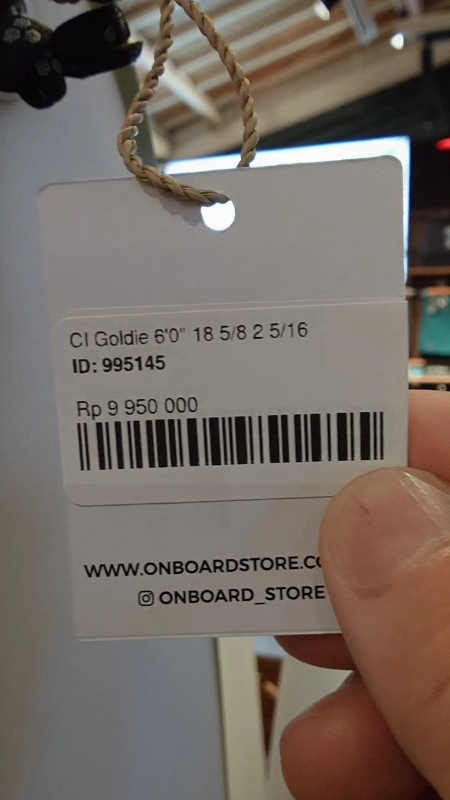 CI Goldie 6'0" 18 5/8 2 5/16
ID: 995145
Rp 9 950 000
ONBOARD_STORE